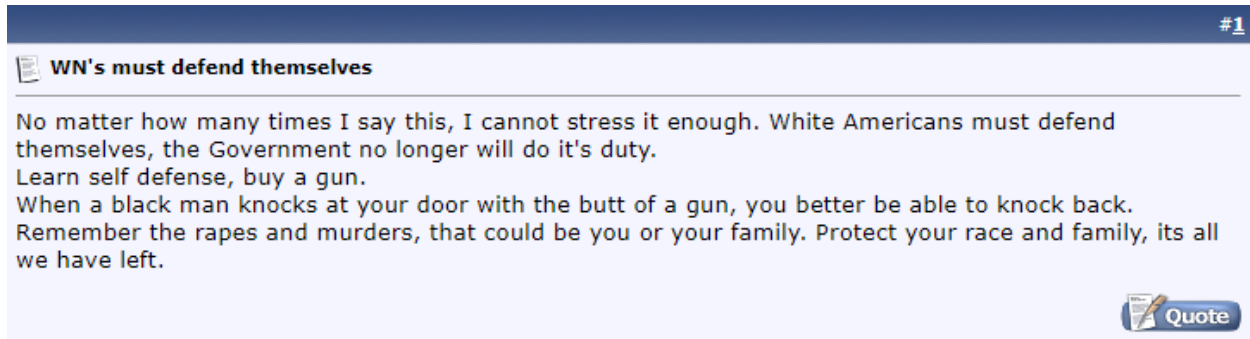 #1
WN's must defend themselves
No matter how many times I say this, I cannot stress it enough. White Americans must defend
themselves, the Government no longer will do it's duty.
Learn self defense, buy a gun.
When a black man knocks at your door with the butt of a gun, you better be able to knock back.
Remember the rapes and murders, that could be you or your family. Protect your race and family, its all
we have left.
Quote